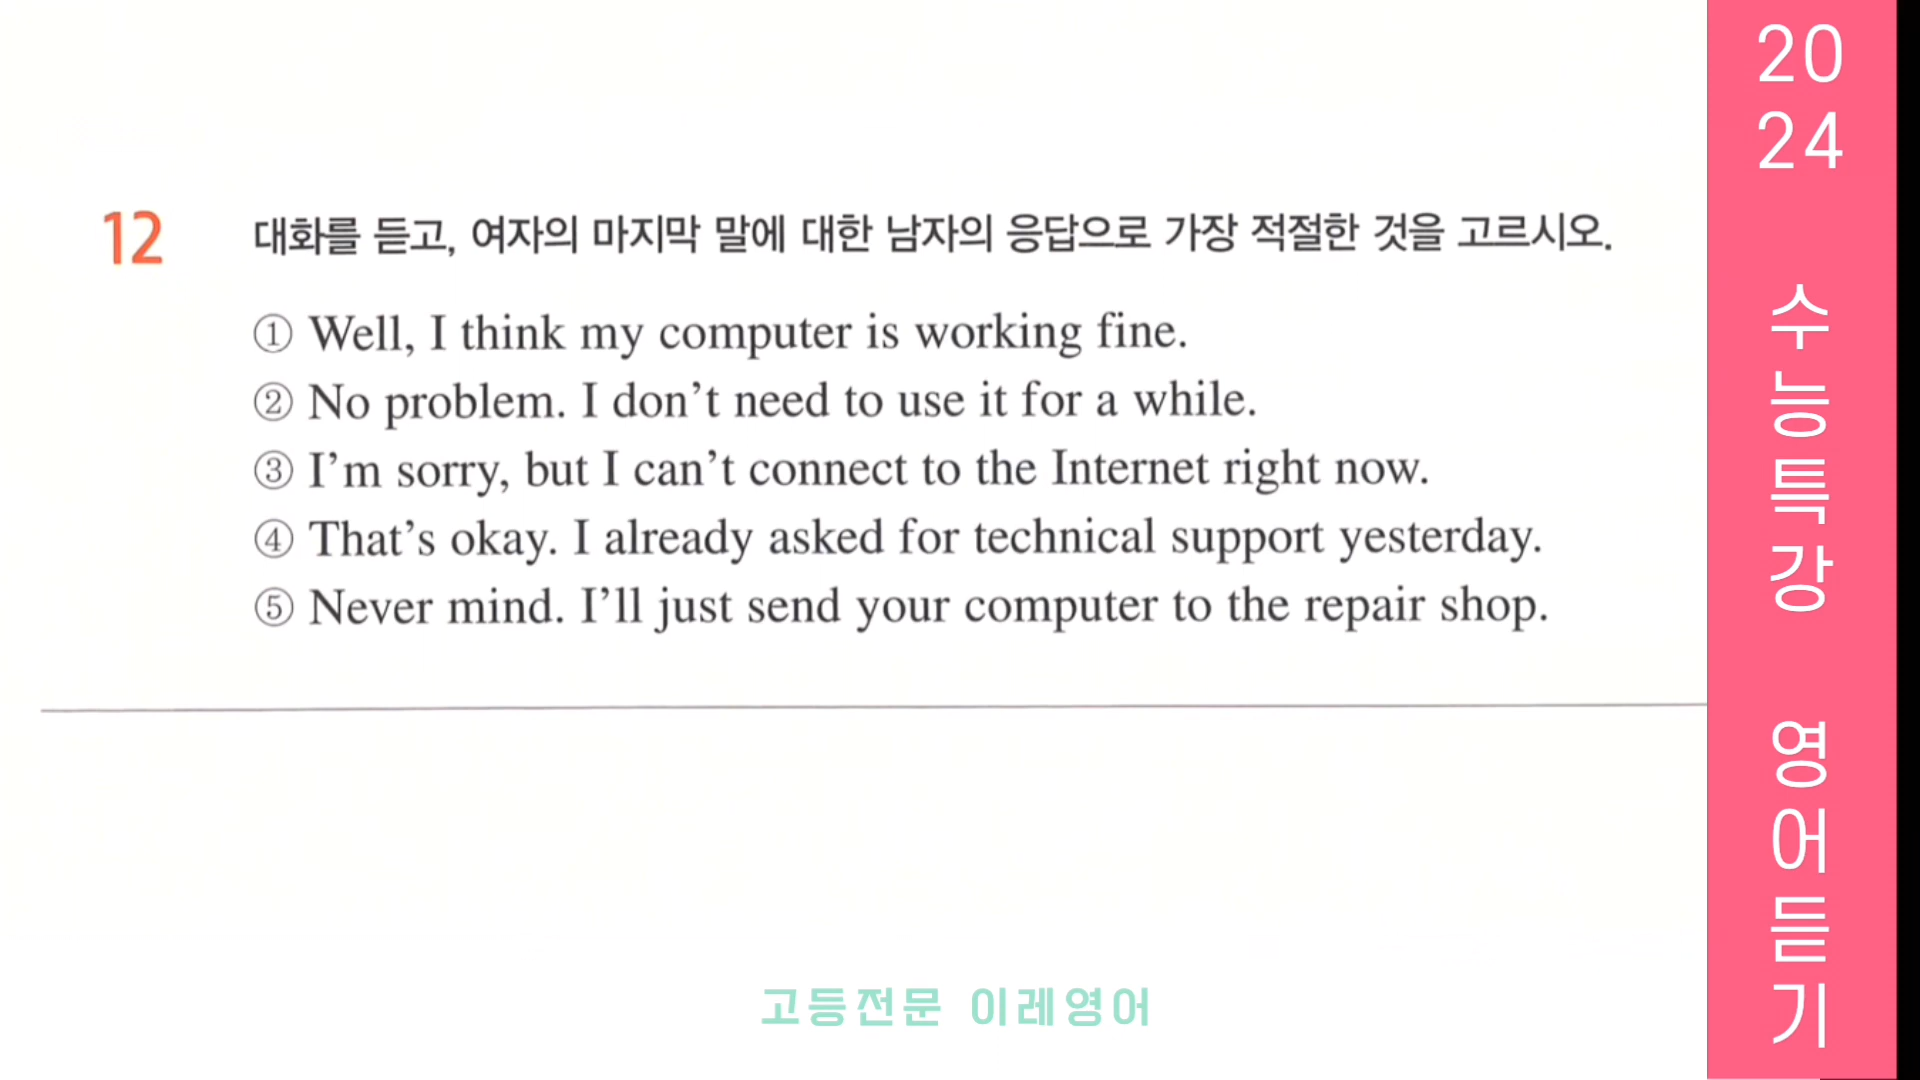 12 대화를 듣고, 여자의 마지막 말에 대한 남자의 응답으로 가장 적절한 것을 고르시오.
① Well, I think my computer is working fine.
② No problem. I don't need to use it for a while.
③ I'm sorry, but I can't connect to the Internet right now.
④ That's okay. I already asked for technical support yesterday.
⑤ Never mind. I'll just send your computer to the repair shop.
고등전문 이레영어
20
24
수능특강
영어듣기